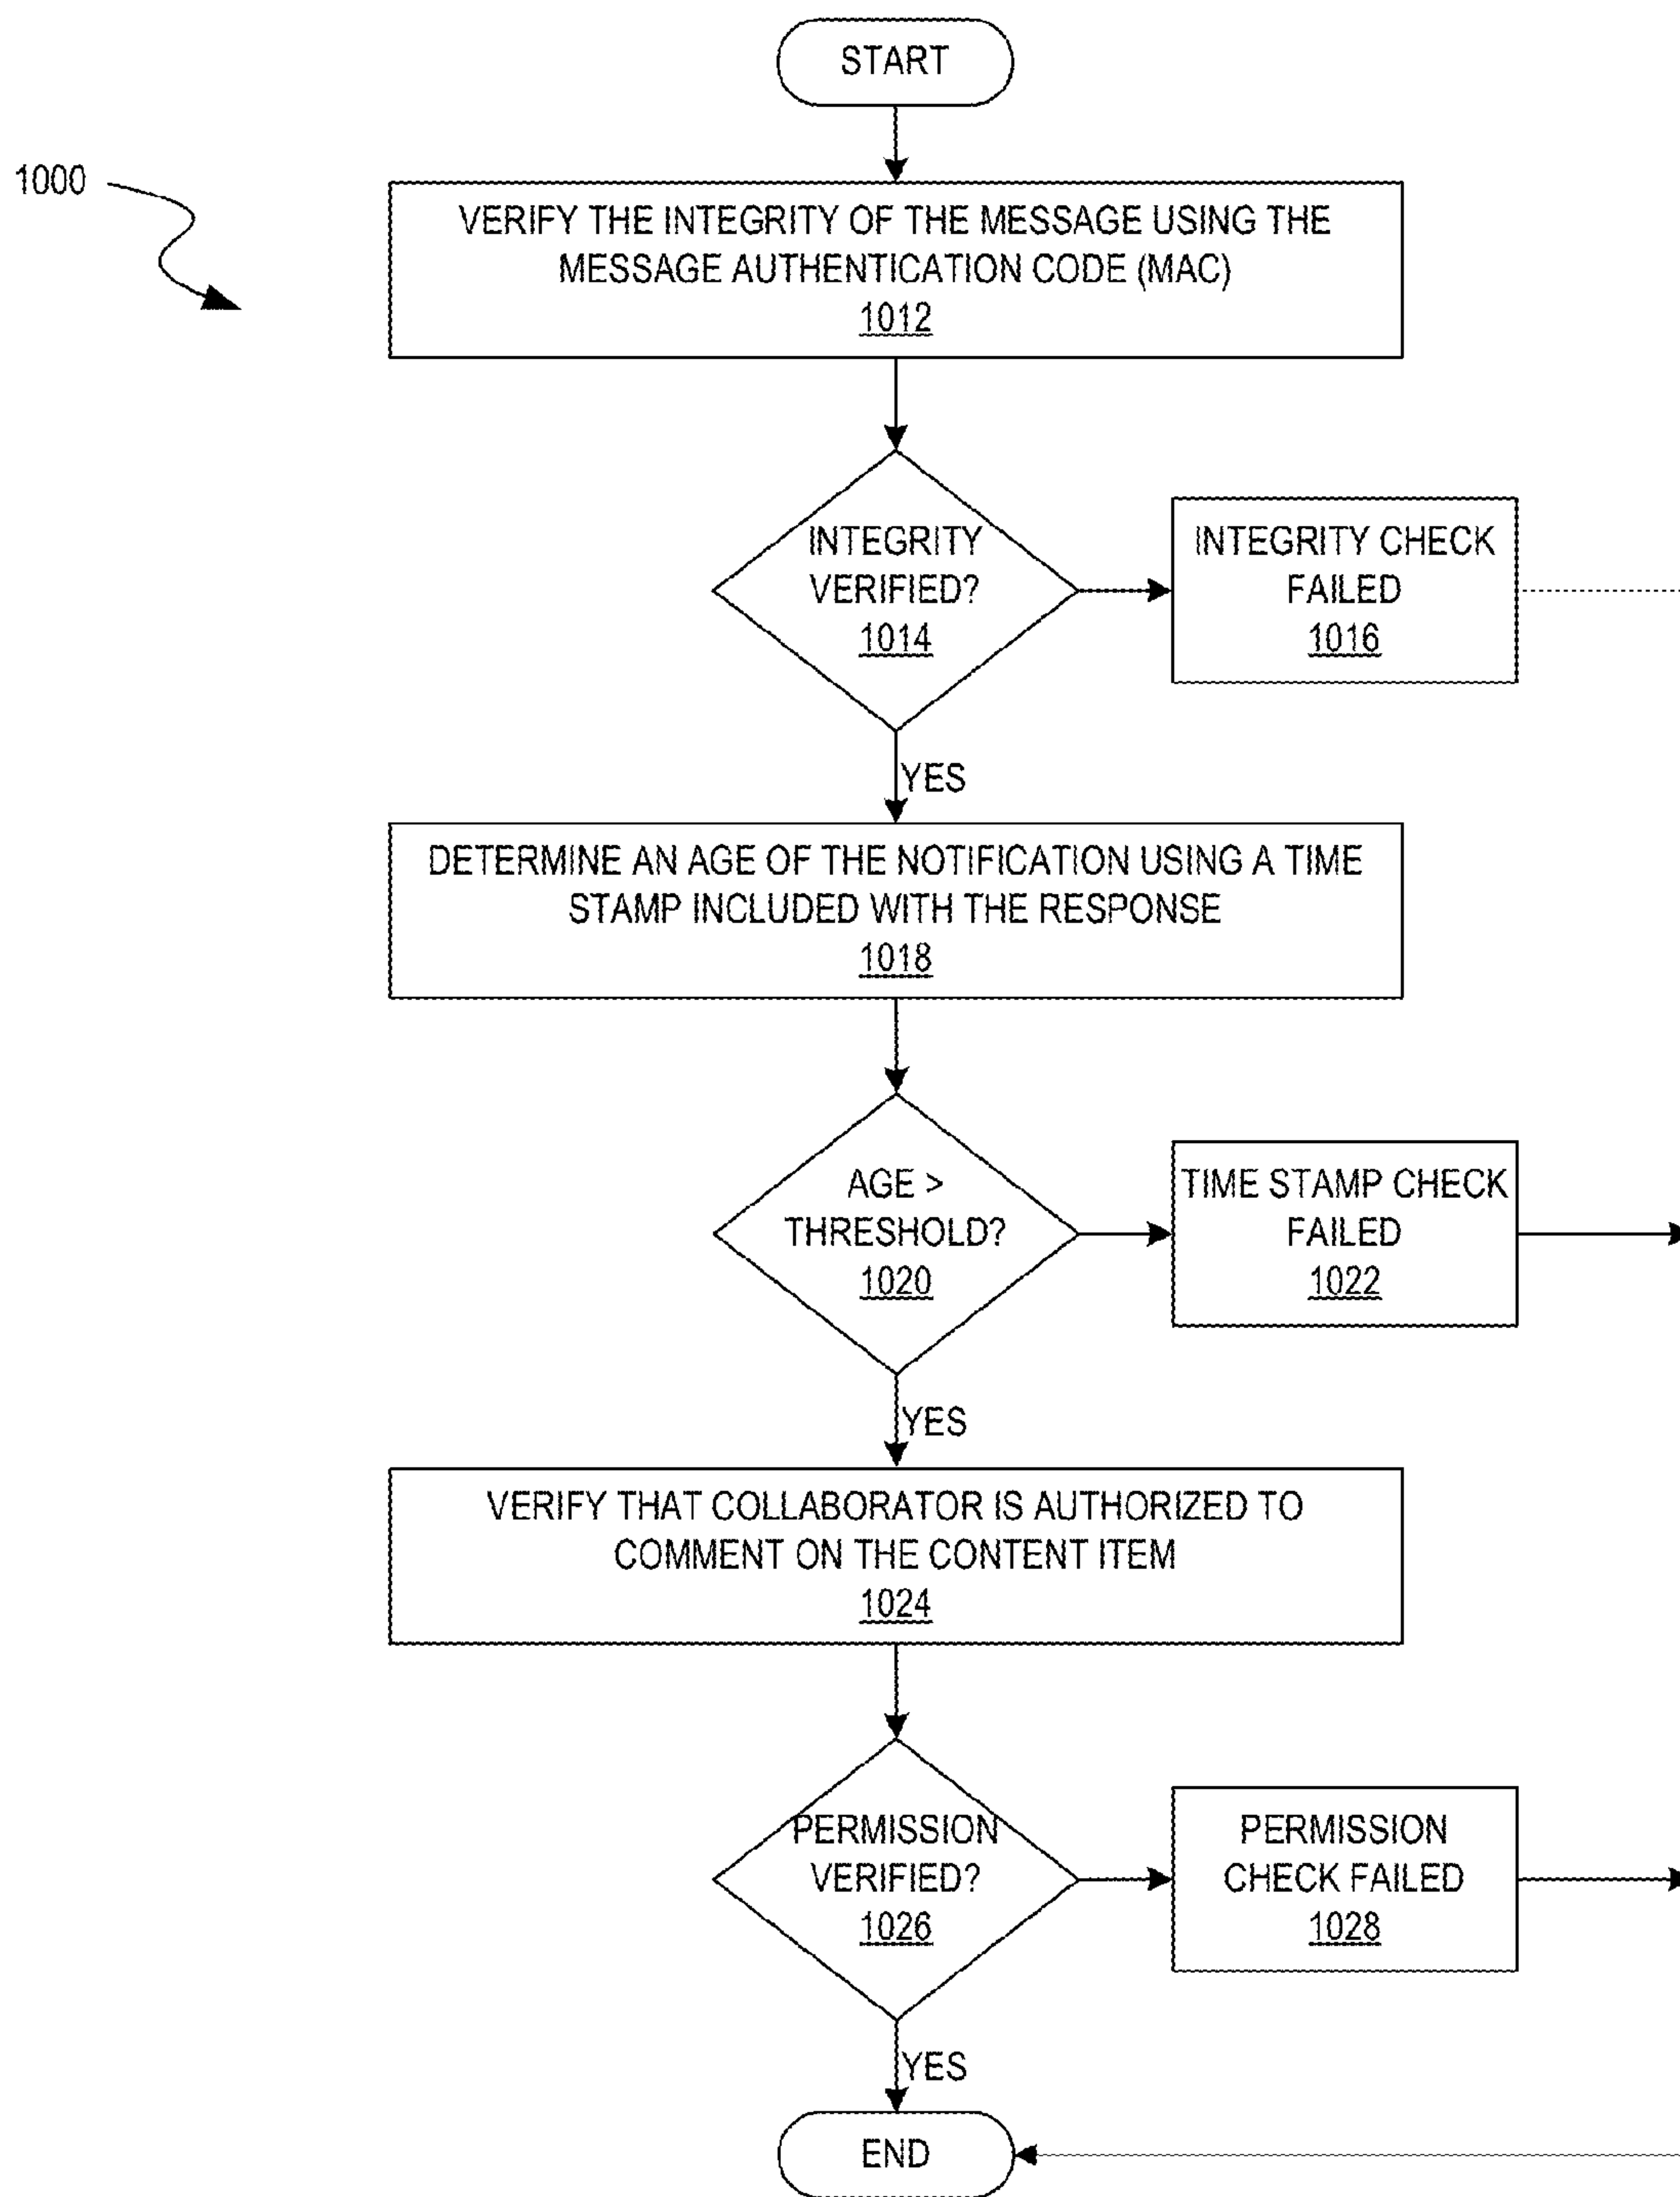 START
1000
VERIFY THE INTEGRITY OF THE MESSAGE USING THE
MESSAGE AUTHENTICATION CODE (MAC)
1012
INTEGRITY
VERIFIED?
1014
INTEGRITY CHECK
FAILED
1016
YES
DETERMINE AN AGE OF THE NOTIFICATION USING A TIME
STAMP INCLUDED WITH THE RESPONSE
1018
AGE >
THRESHOLD?
1020
TIME STAMP CHECK
FAILED
1022
YES
VERIFY THAT COLLABORATOR IS AUTHORIZED TO
COMMENT ON THE CONTENT ITEM
1024
PERMISSION
VERIFIED?
1026
PERMISSION
CHECK FAILED
1028
YES
END